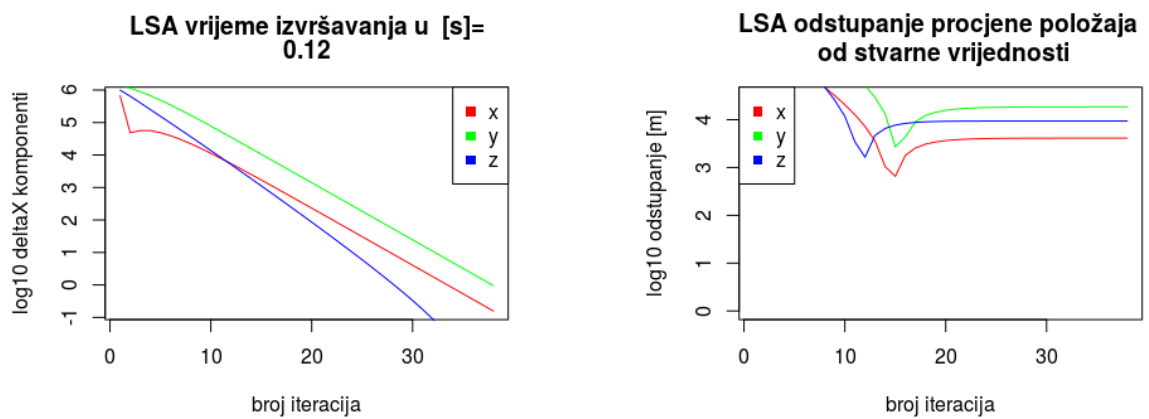 LSA vrijeme izvršavanja u [s]=
0.12
log10 deltaX komponenti
6
5
4
3
2
1
0
-1
x
y
z
0 10 20 30
broj iteracija
LSA odstupanje procjene položaja
od stvarne vrijednosti
log10 odstupanje [m]
4
3
2
1
0
x
y
z
0 10 20 30
broj iteracija